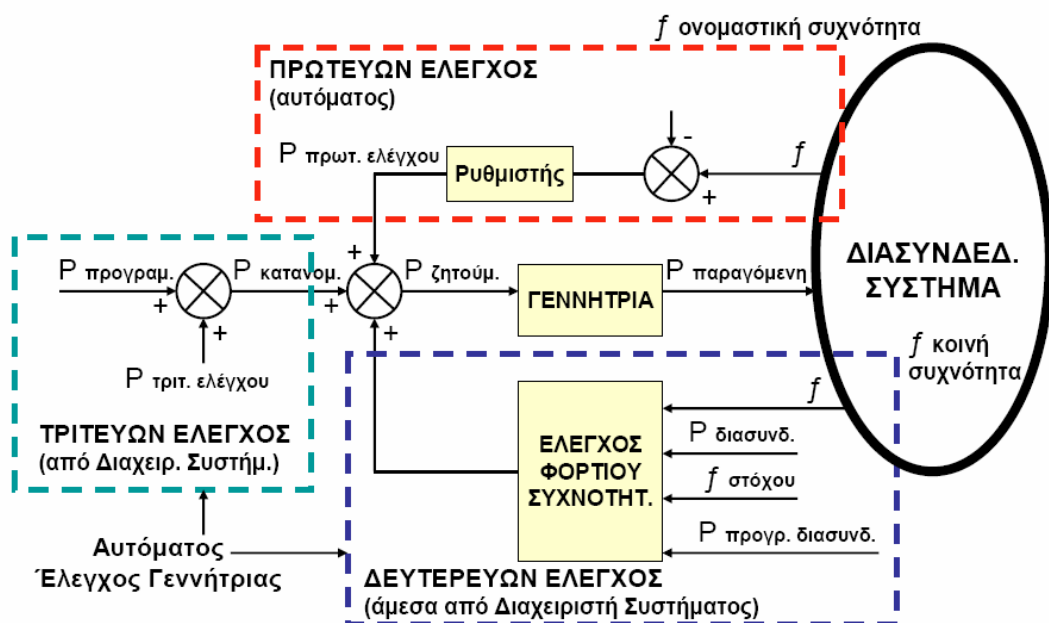 f ονομαστική συχνότητα
ΠΡΩΤΕΥΩΝ ΕΛΕΓΧΟΣ
(αυτόματος)
-
P πρωτ. ελέγχου
Ρυθμιστής
f
+
ΔΙΑΣΥΝΔΕΔ.
ΣΥΣΤΗΜΑ
f κοινή
συχνότητα
+
P προγραμ.
P κατανομ.
P ζητούμ.
ΓΕΝΝΗΤΡΙΑ
P παραγόμενη
+
+
+
+
P τριτ. ελέγχου
ΤΡΙΤΕΥΩΝ ΕΛΕΓΧΟΣ
(από Διαχειρ. Συστήμ.)
ΕΛΕΓΧΟΣ
ΦΟΡΤΙΟΥ
ΣΥΧΝΟΤΗΤ.
f
P διασυνδ.
f στόχου
P προγρ. διασυνδ.
Αυτόματος
Έλεγχος Γεννήτριας
ΔΕΥΤΕΡΕΥΩΝ ΕΛΕΓΧΟΣ
(άμεσα από Διαχειριστή Συστήματος)